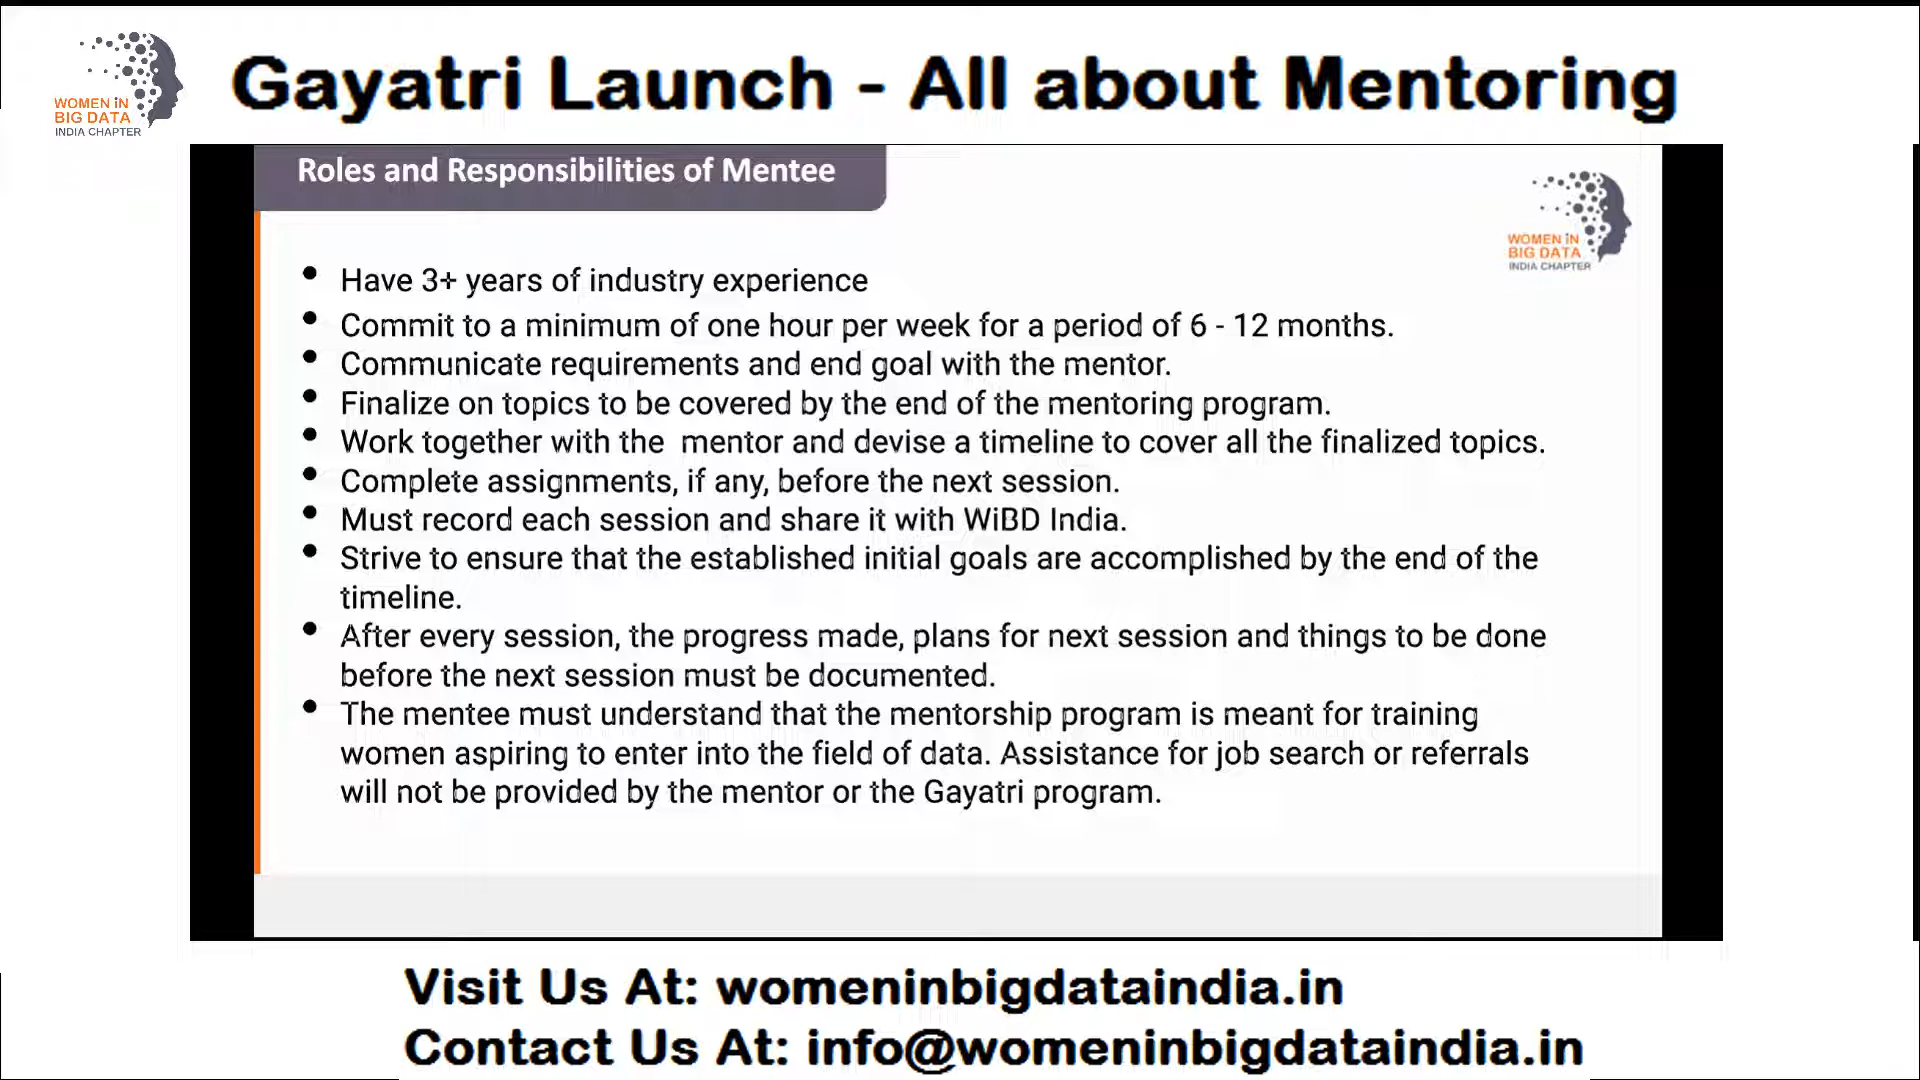 WOMEN iN
BIG DATA
INDIA CHAPTER
Gayatri Launch - All about Mentoring
Roles and Responsibilities of Mentee
WOMEN iN
BIG DATA
INDIA CHAPTER
• Have 3+ years of industry experience
• Commit to a minimum of one hour per week for a period of 6 - 12 months.
• Communicate requirements and end goal with the mentor.
• Finalize on topics to be covered by the end of the mentoring program.
• Work together with the  mentor and devise a timeline to cover all the finalized topics.
• Complete assignments, if any, before the next session.
• Must record each session and share it with WiBD India.
• Strive to ensure that the established initial goals are accomplished by the end of the
timeline.
• After every session, the progress made, plans for next session and things to be done
before the next session must be documented.
• The mentee must understand that the mentorship program is meant for training
women aspiring to enter into the field of data. Assistance for job search or referrals
will not be provided by the mentor or the Gayatri program.
Visit Us At: womeninbigdataindia.in
Contact Us At: info@womeninbigdataindia.in